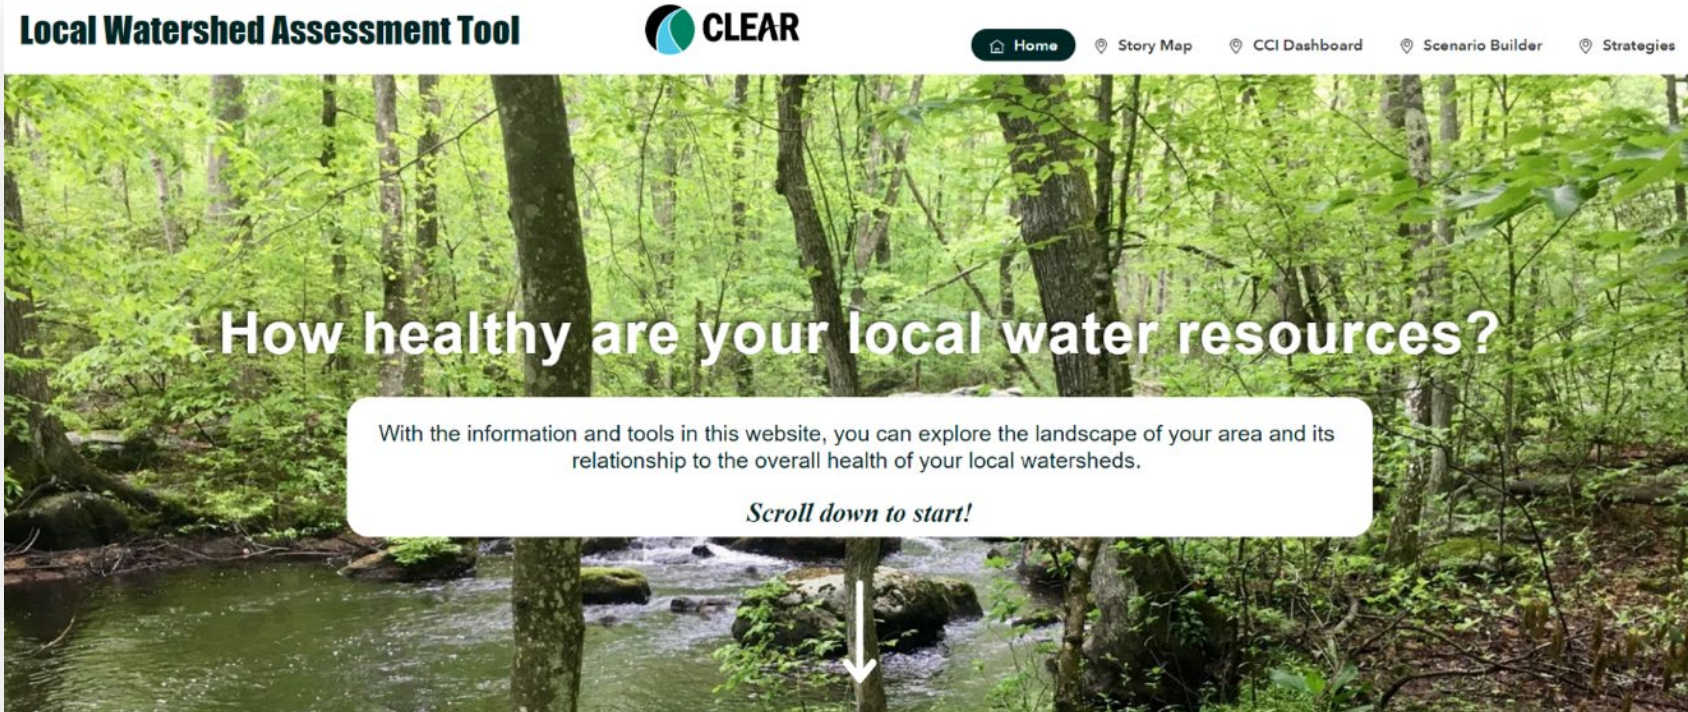 Local Watershed Assessment Tool
CLEAR
Home
Story Map
CCI Dashboard
Scenario Builder
Strategies
How healthy are your local water resources?
With the information and tools in this website, you can explore the landscape of your area and its
relationship to the overall health of your local watersheds.
Scroll down to start!